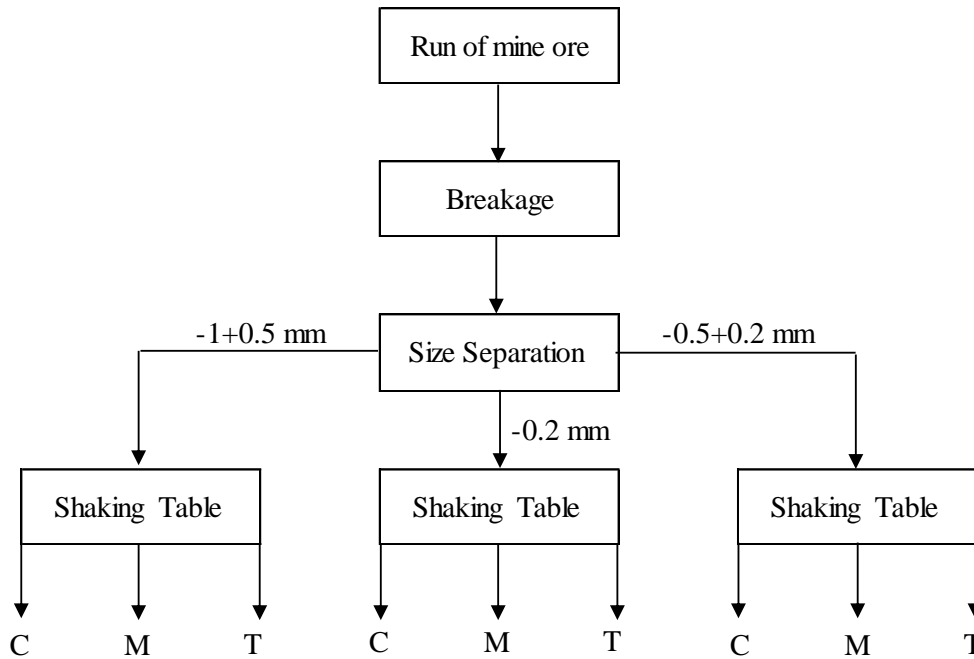 Run of mine ore
Breakage
-1+0.5 mm
Size Separation
-0.5+0.2 mm
-0.2 mm
Shaking Table
Shaking Table
Shaking Table
C
M
T
C
M
T
C
M
T